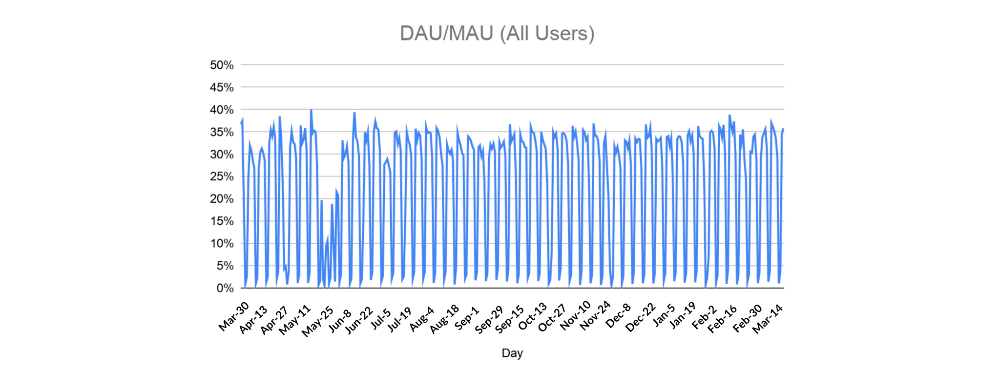 DAU/MAU (All Users)
50%
45%
40%
35%
30%
25%
20%
15%
10%
5%
0%
Mar-30
Apr-13
Apr-27
May-11
May-25
Jun-8
Jun-22
Jul-5
Jul-19
Aug-4
Aug-18
Sep-1
Sep-29
Sep-15
Oct-13
Oct-27
Nov-10
Nov-24
Dec-8
Dec-22
Jan-5
Jan-19
Feb-2
Feb-16
Feb-30
Mar-14
Day